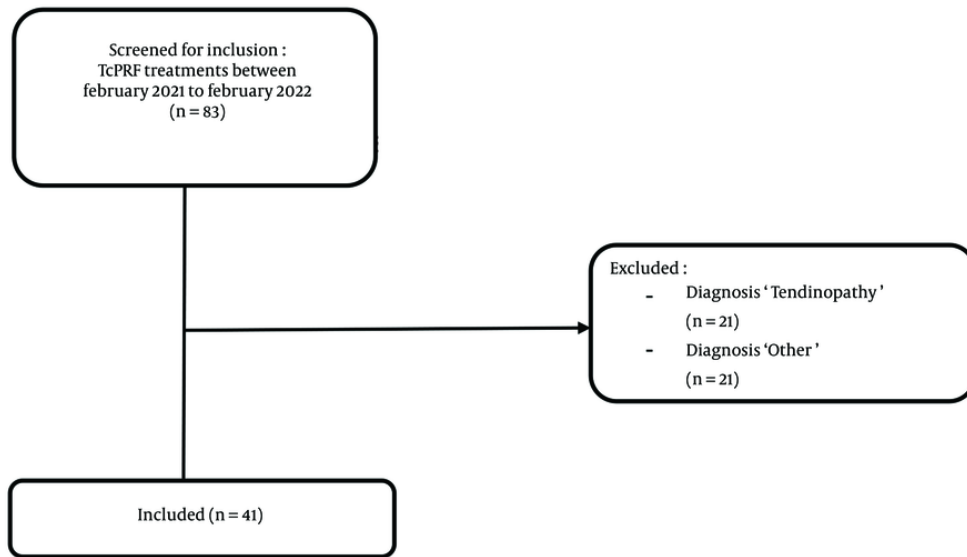 Screened for inclusion :
TcPRF treatments between
february 2021 to february 2022
(n = 83)
Excluded :
- Diagnosis ‘ Tendinopathy ’
(n = 21)
- Diagnosis ‘Other ’
(n = 21)
Included (n = 41)